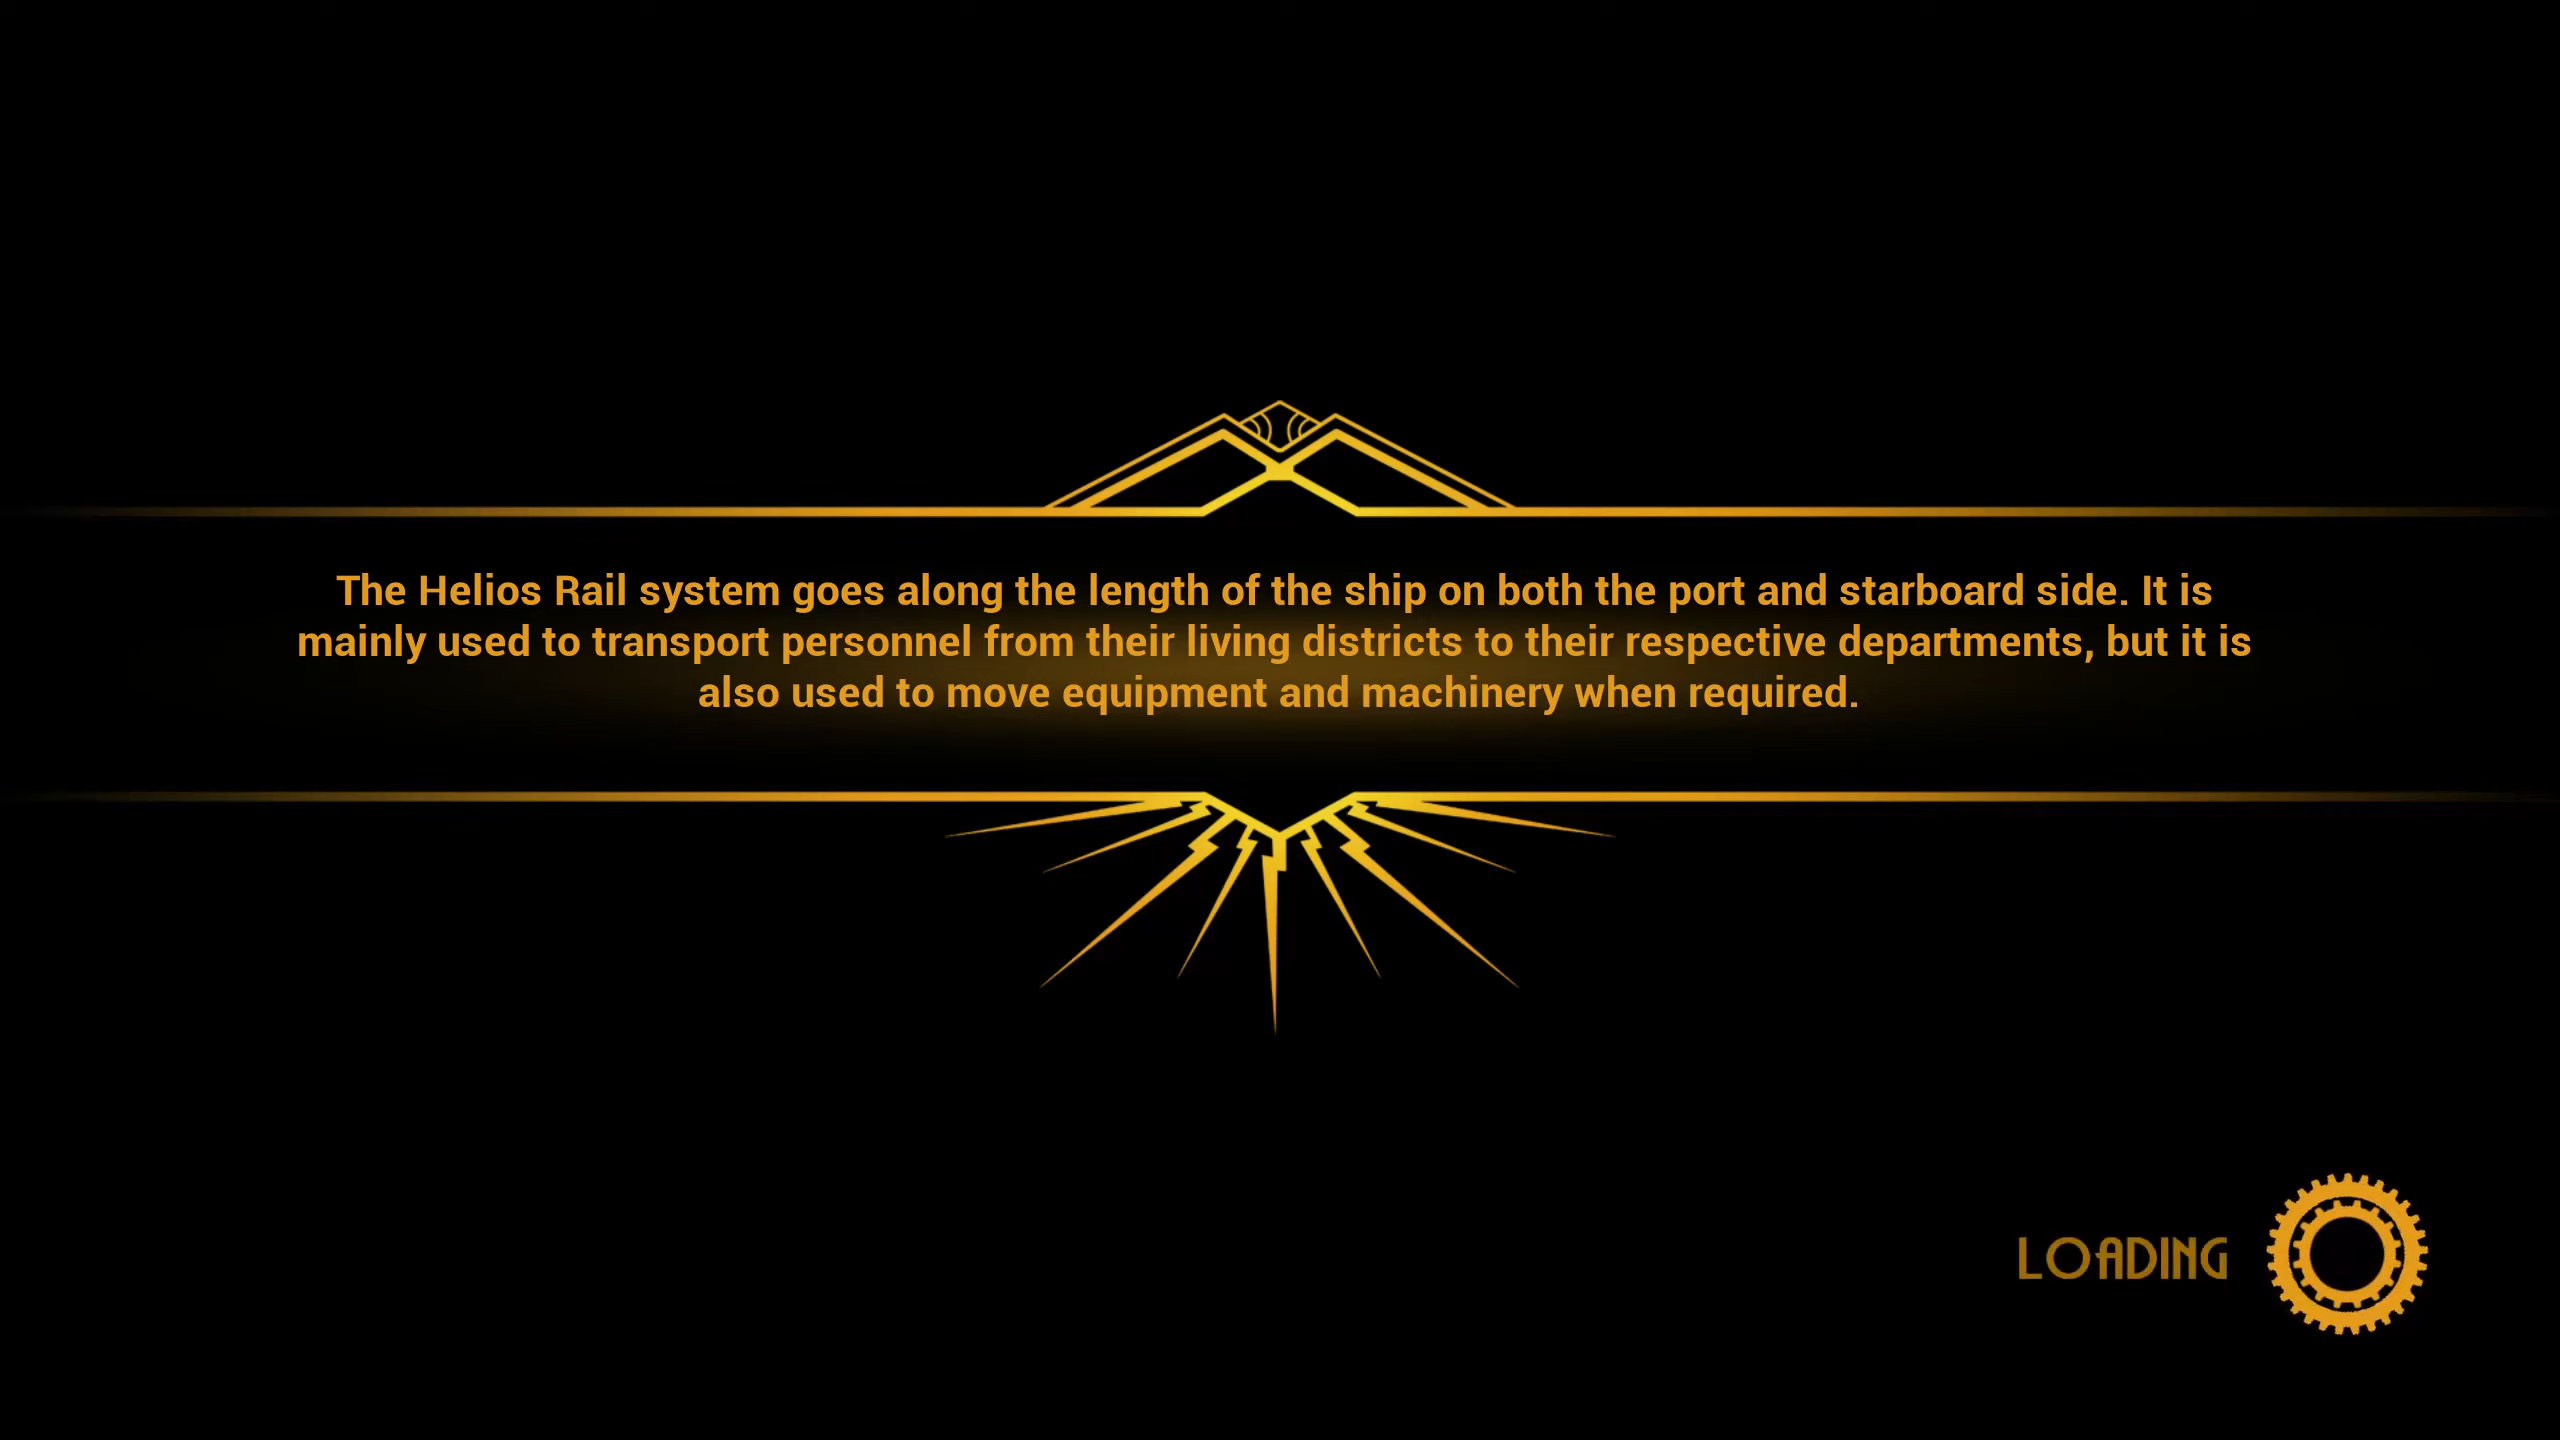 The Helios Rail system goes along the length of the ship on both the port and starboard side. It is
mainly used to transport personnel from their living districts to their respective departments, but it is
also used to move equipment and machinery when required.
LOADING